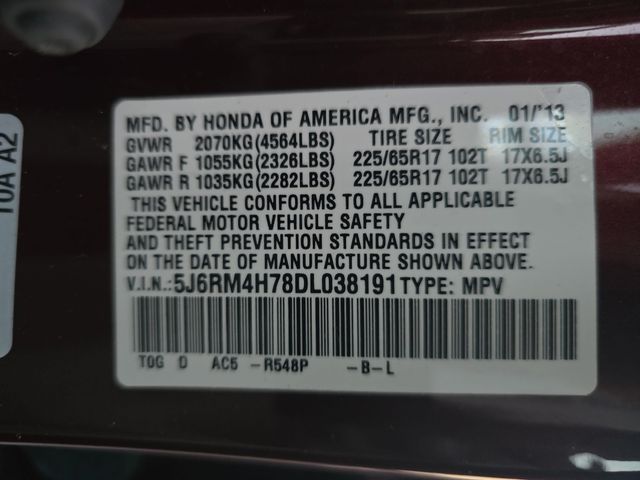 MFD. BY HONDA OF AMERICA MFG., INC. 01/'13
GVWR 2070KG(4564LBS) TIRE SIZE RIM SIZE
GAWR F 1055KG(2326LBS) 225/65R17 102T 17X6.5J
GAWR R 1035KG(2282LBS) 225/65R17 102T 17X6.5J
THIS VEHICLE CONFORMS TO ALL APPLICABLE
FEDERAL MOTOR VEHICLE SAFETY
AND THEFT PREVENTION STANDARDS IN EFFECT
ON THE DATE OF MANUFACTURE SHOWN ABOVE.
V.I.N.:5J6RM4H78DL038191 TYPE: MPV
T0G D AC5 -R548P -B-L
T0A A2